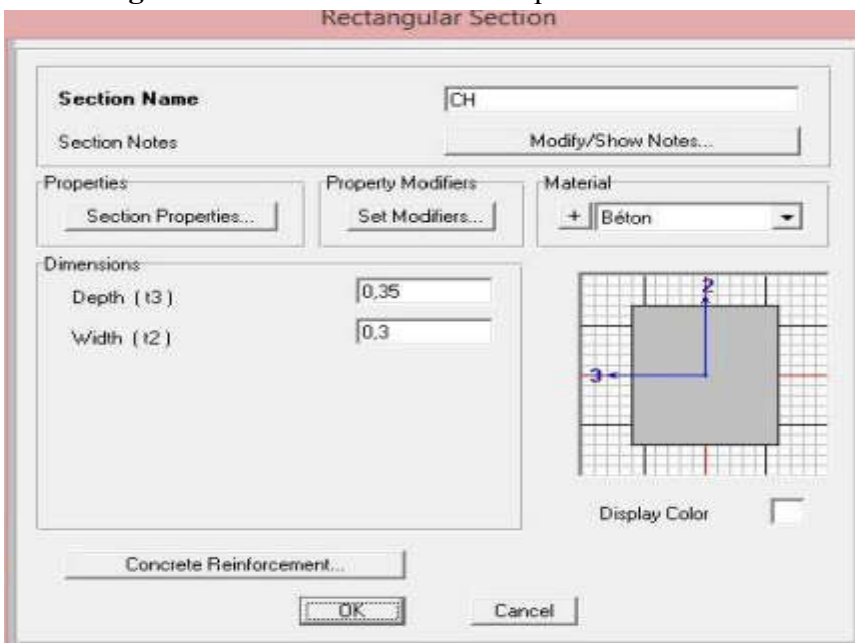 Rectangular Section
Section Name CH
Section Notes Modify/Show Notes...
Properties Property Modifiers Material
Section Properties... Set Modifiers... + Béton
Dimensions
Depth ( t3 ) 0,35
Width ( t2 ) 0,3
2
3
Display Color
Concrete Reinforcement...
OK Cancel